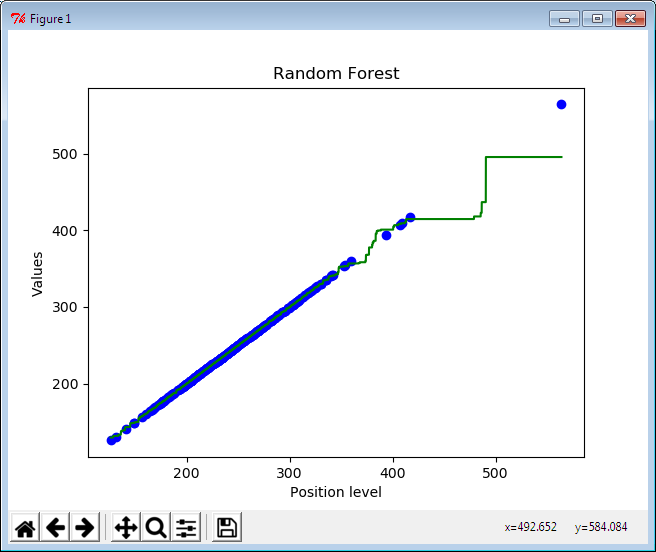 Figure 1
Random Forest
500
400
300
200
Values
200 300 400 500
Position level
x=492.652 y=584.084